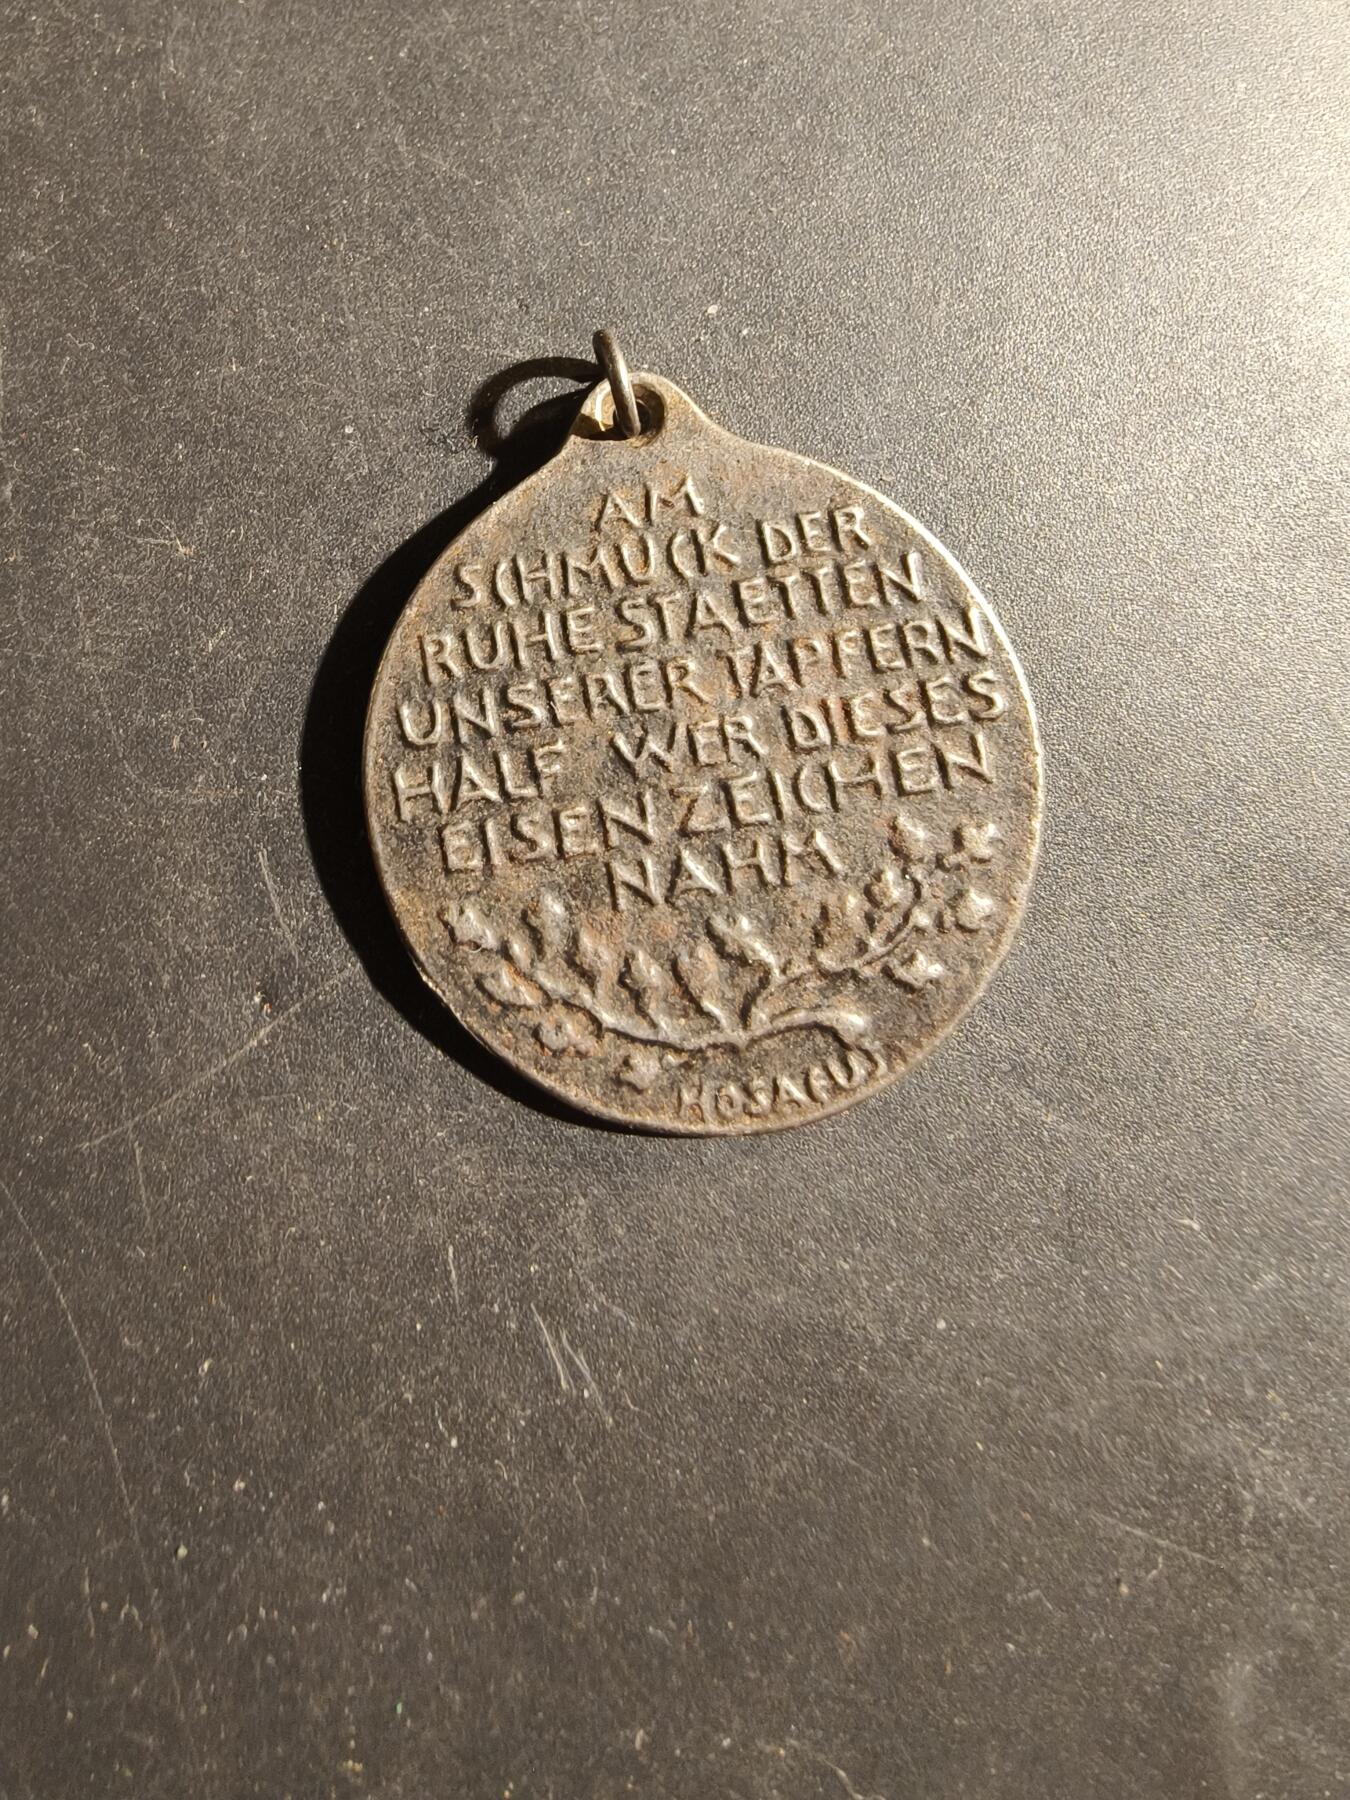 AM
SCHMUCK DER
RUHE STAETTEN
UNSERER TAPFERN
HALF WER DIESES
EISEN ZEICHEN
NAHM
HOSAEUS